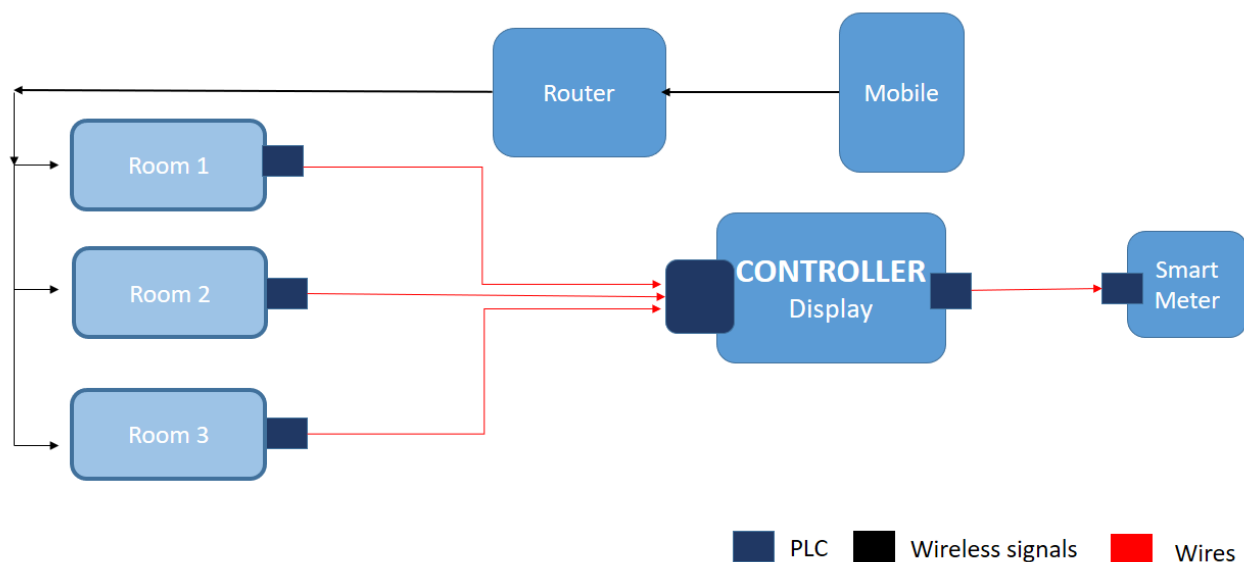 Router
Mobile
Room 1
Room 2
Room 3
CONTROLLER
Display
Smart
Meter
PLC
Wireless signals
Wires